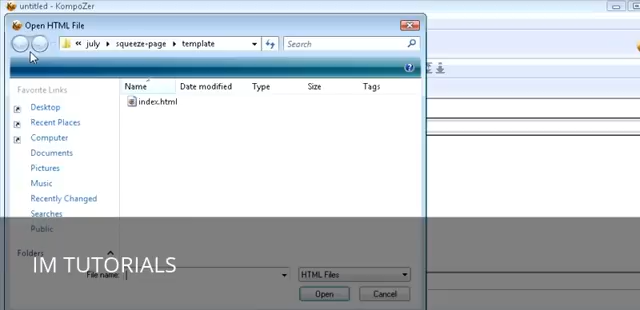 untitled - KompoZer
Open HTML File
july squeeze-page template
Search
Favorite Links
Name Date modified Type Size Tags
Desktop
index.html
Recent Places
Computer
Documents
Pictures
Music
Recently Changed
Searches
Public
Folders
IM TUTORIALS
File name:
HTML Files
Open Cancel